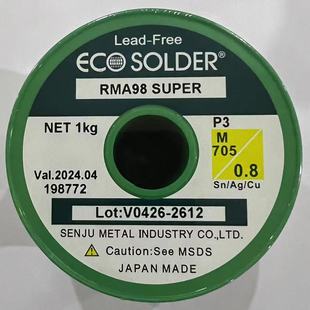 Lead-Free
ECO SOLDER®
RMA98 SUPER
NET 1kg
P3
M
705
0.8
Sn/Ag/Cu
Val.2024.04
198772
Lot:V0426-2612
SENJU METAL INDUSTRY CO.,LTD.
Caution:See MSDS
JAPAN MADE